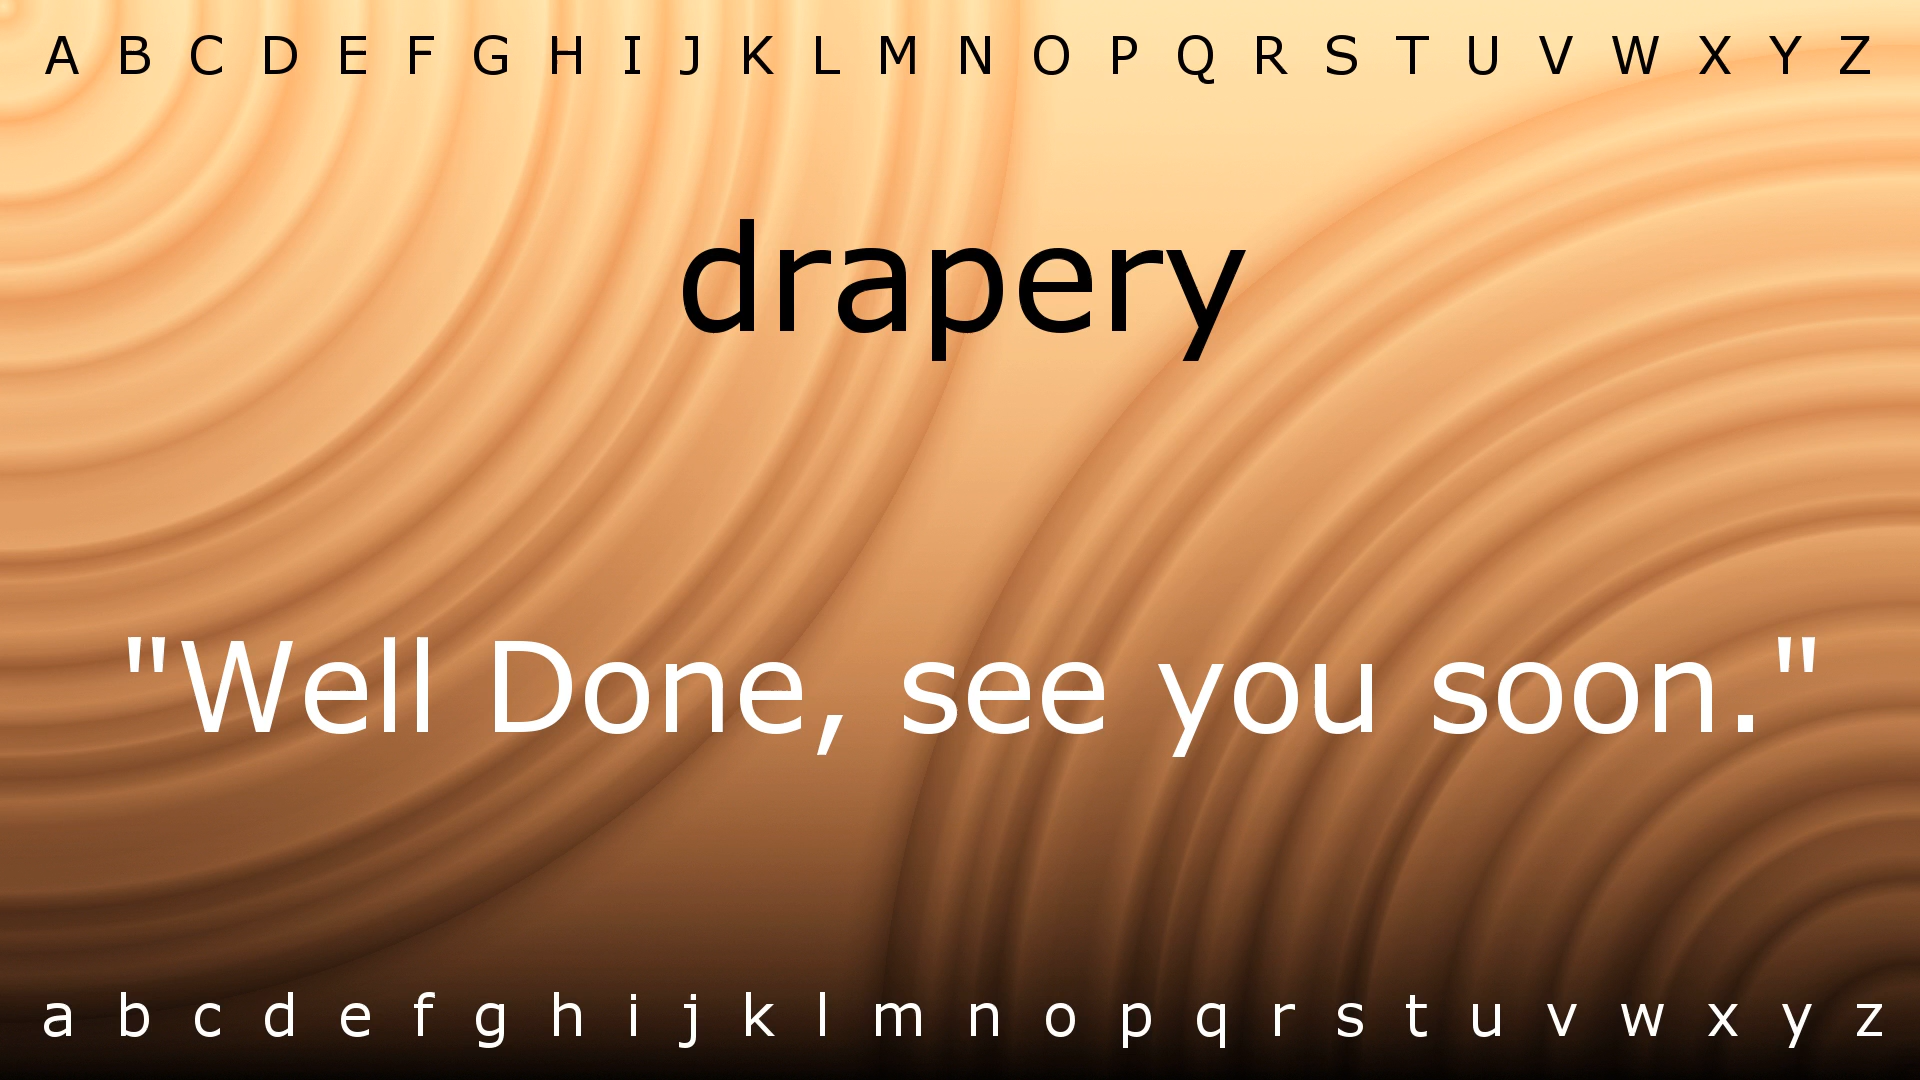 A B C D E F G H I J K L M N O P Q R S T U V W X Y Z
drapery
"Well Done, see you soon."
a b c d e f g h i j k l m n o p q r s t u v w x y z